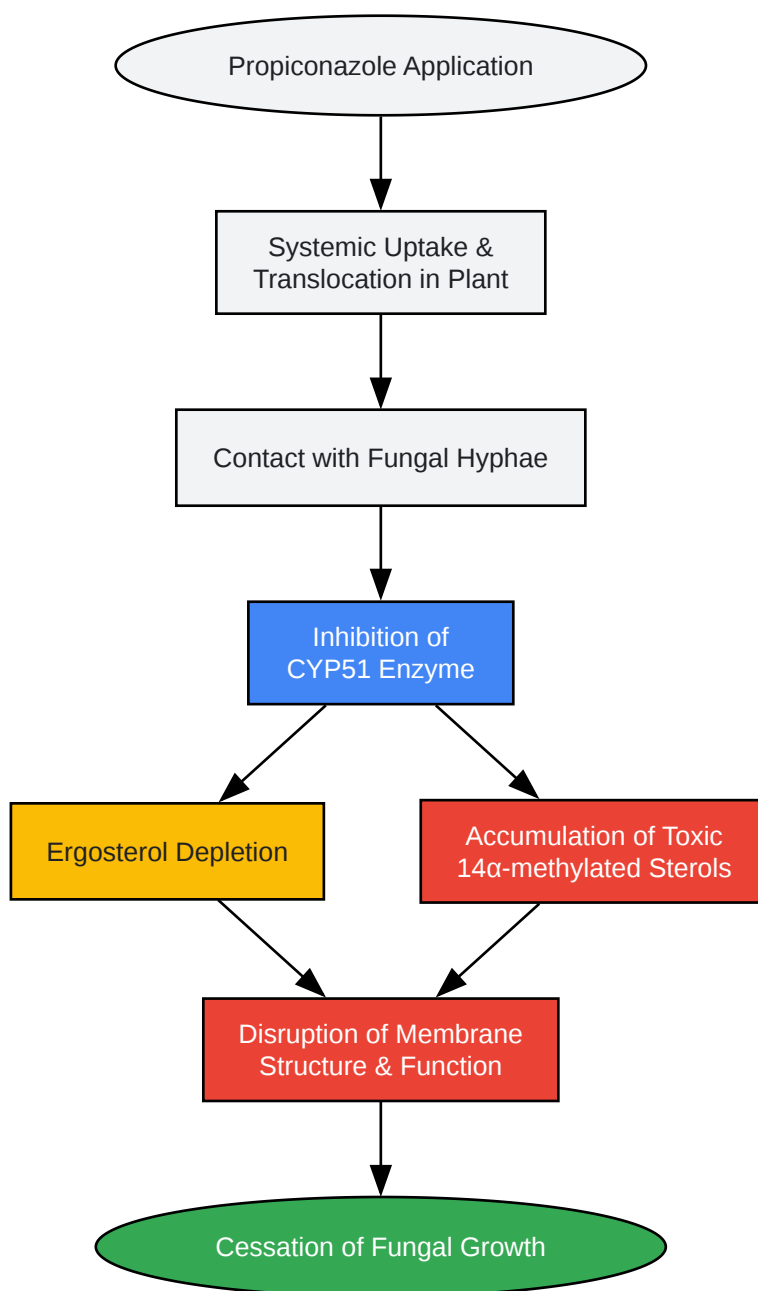 Propiconazole Application
Systemic Uptake &
Translocation in Plant
Contact with Fungal Hyphae
Inhibition of
CYP51 Enzyme
Ergosterol Depletion
Accumulation of Toxic
14α-methylated Sterols
Disruption of Membrane
Structure & Function
Cessation of Fungal Growth